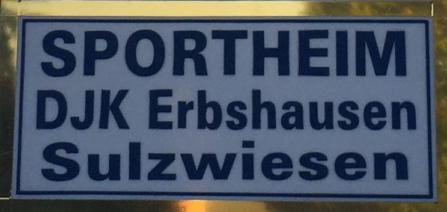 SPORTHEIM
DJK Erbshausen
Sulzwiesen